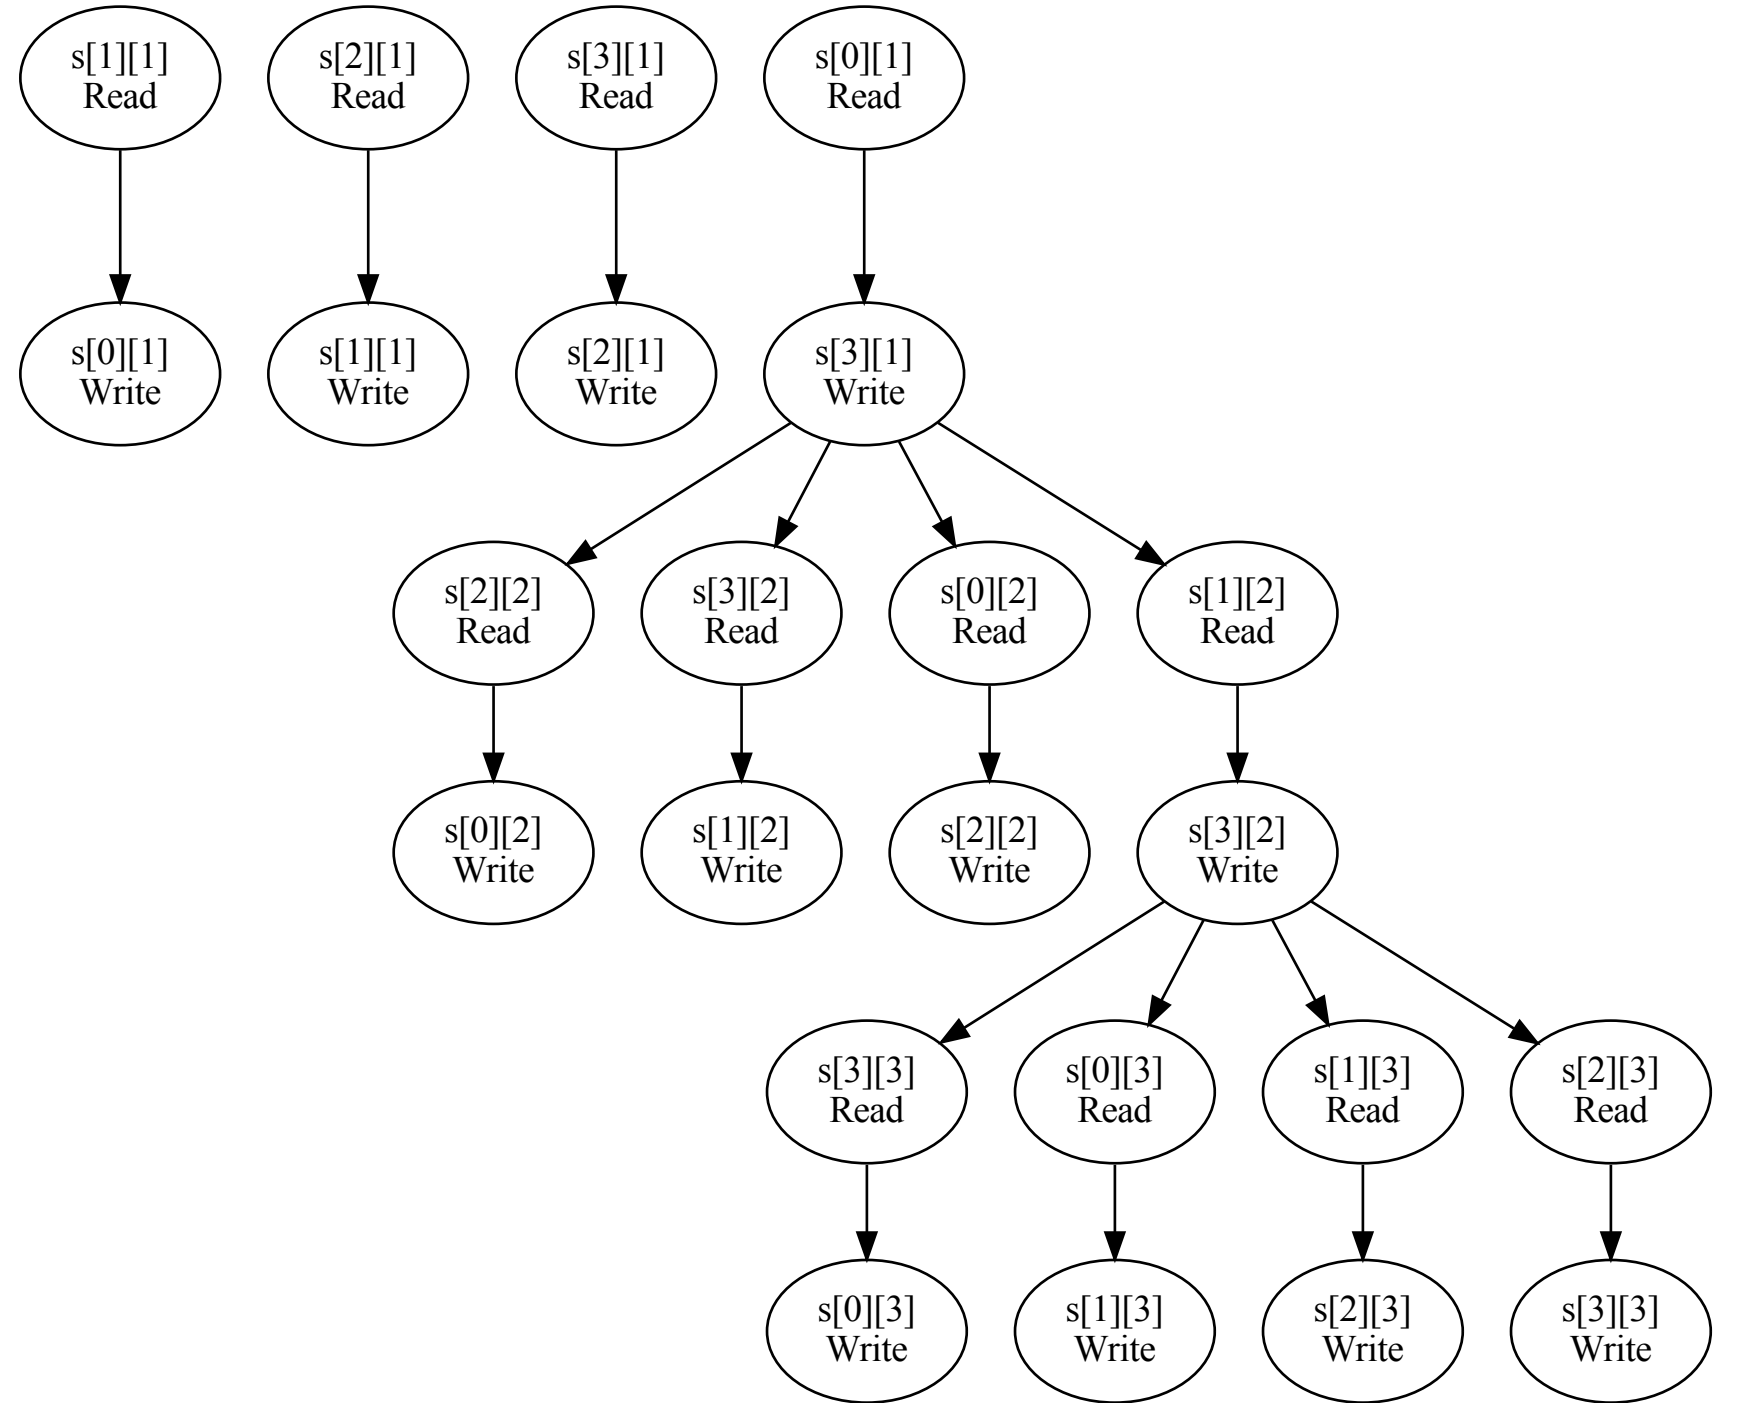 s[1][1]
Read
s[2][1]
Read
s[3][1]
Read
s[0][1]
Read
s[0][1]
Write
s[1][1]
Write
s[2][1]
Write
s[3][1]
Write
s[2][2]
Read
s[3][2]
Read
s[0][2]
Read
s[1][2]
Read
s[0][2]
Write
s[1][2]
Write
s[2][2]
Write
s[3][2]
Write
s[3][3]
Read
s[0][3]
Read
s[1][3]
Read
s[2][3]
Read
s[0][3]
Write
s[1][3]
Write
s[2][3]
Write
s[3][3]
Write